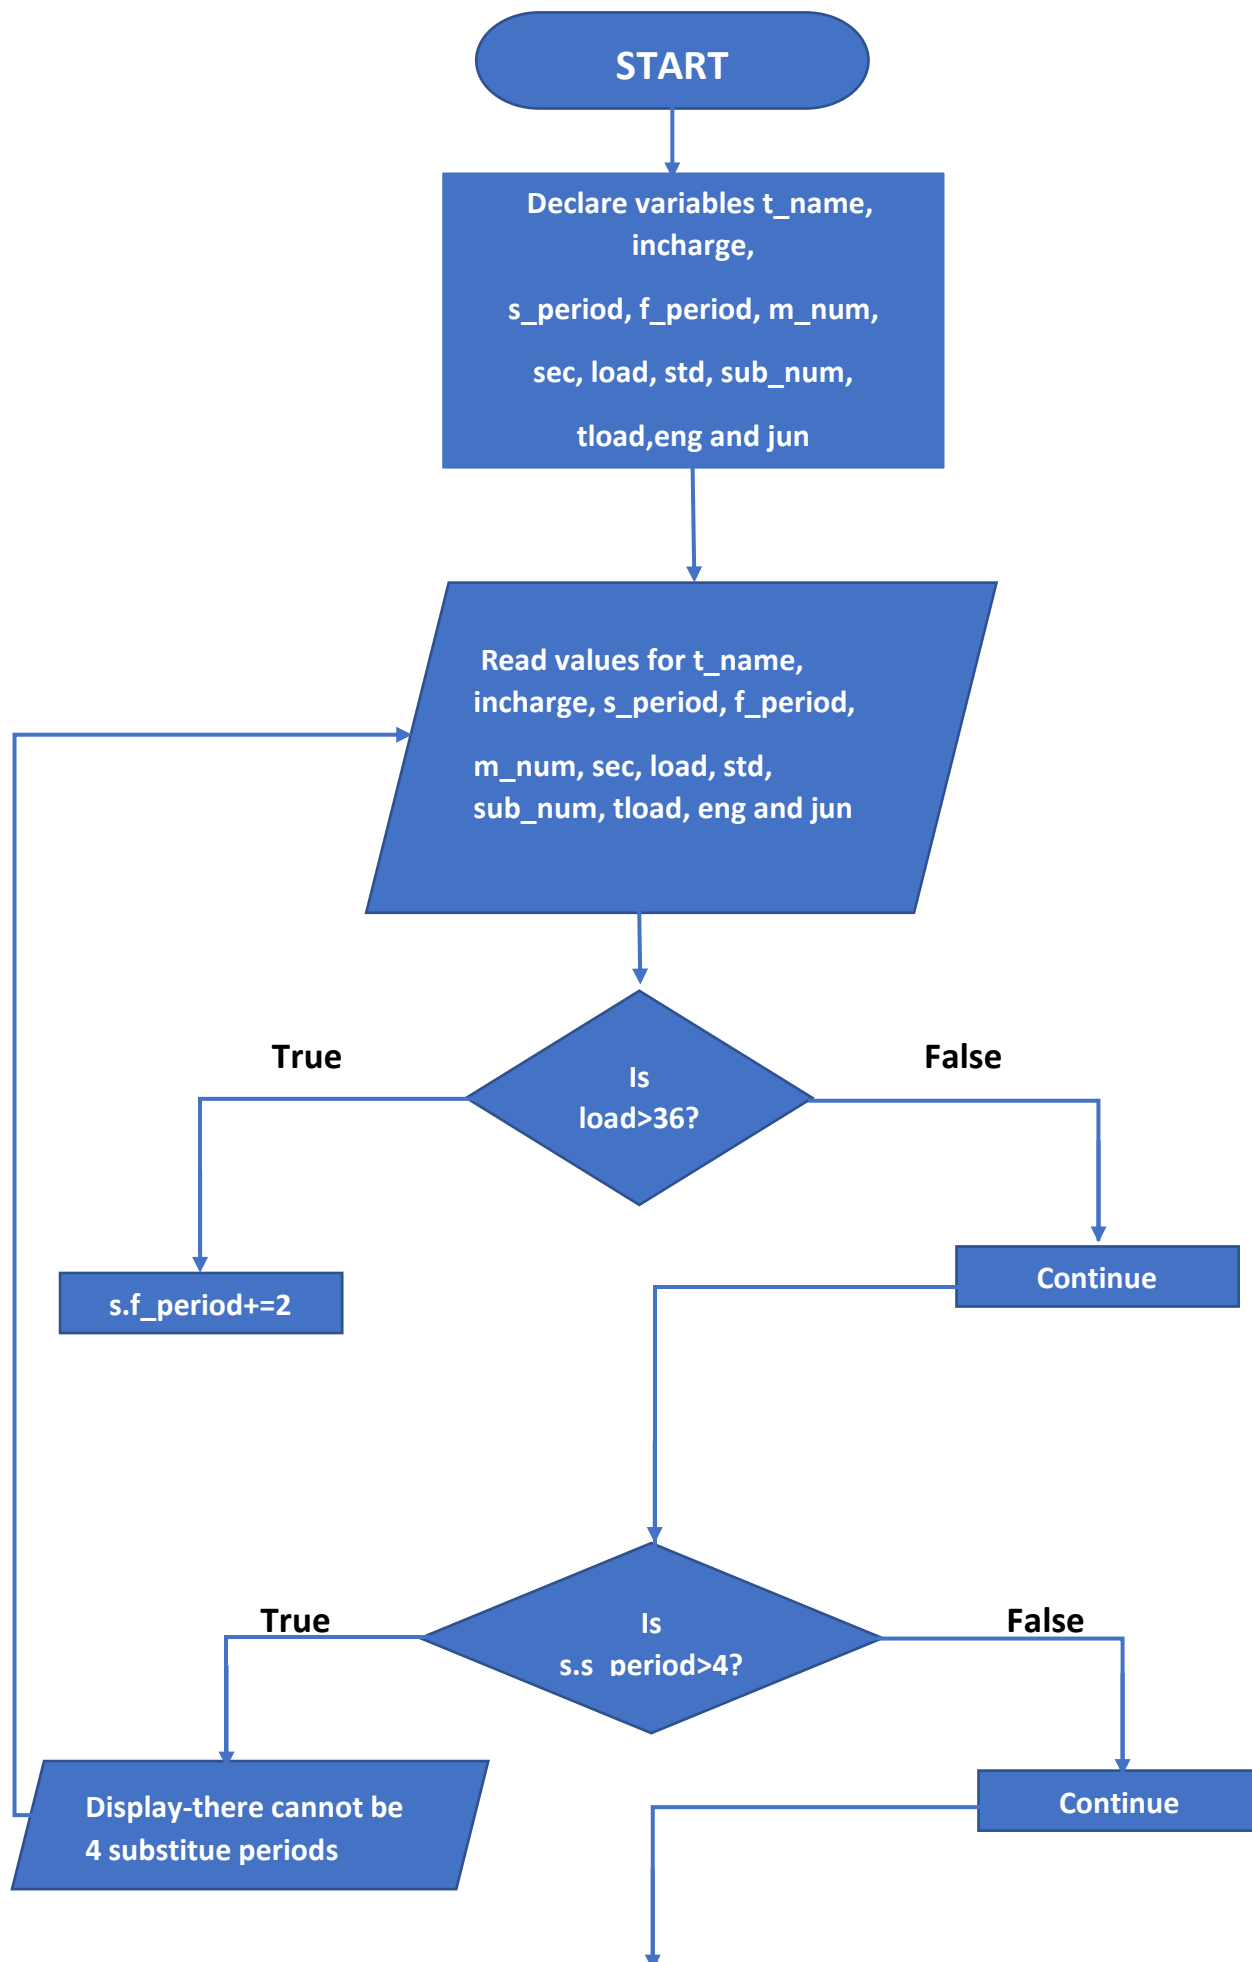 START
Declare variables t_name,
incharge,
s_period, f_period, m_num,
sec, load, std, sub_num,
tload,eng and jun
Read values for t_name,
incharge, s_period, f_period,
m_num, sec, load, std,
sub_num, tload, eng and jun
True
False
Is
load>36?
s.f_period+=2
Continue
True
False
Is
s.s_period>4?
Display-there cannot be
4 substitue periods
Continue